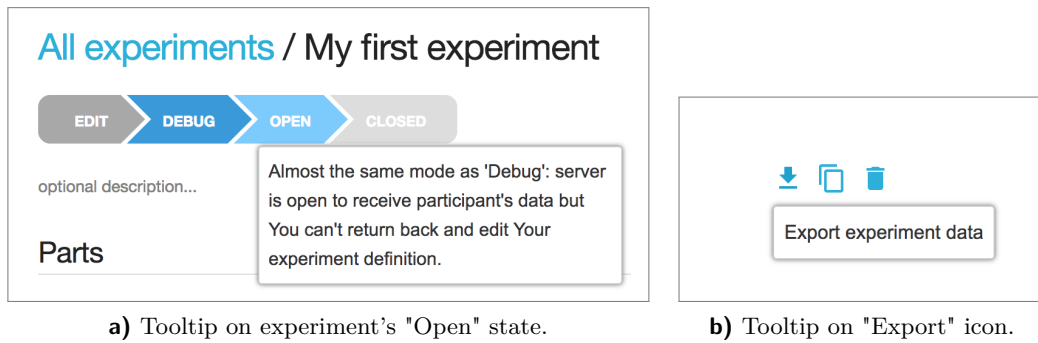 All experiments / My first experiment
EDIT DEBUG OPEN CLOSED
optional description...
Almost the same mode as 'Debug': server
is open to receive participant's data but
You can't return back and edit Your
experiment definition.
Parts
Export experiment data
a) Tooltip on experiment's "Open" state.
b) Tooltip on "Export" icon.